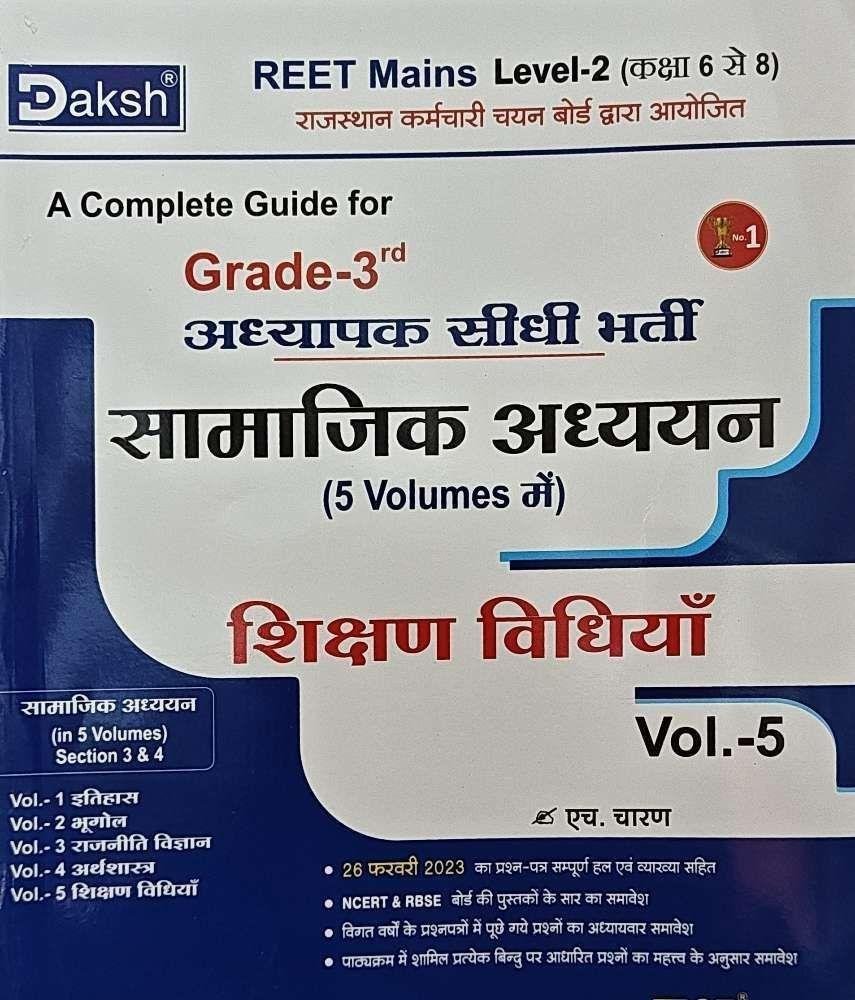 Daksh®
REET Mains Level-2 (कक्षा 6 से 8)
राजस्थान कर्मचारी चयन बोर्ड द्वारा आयोजित
A Complete Guide for
No.1
Grade-3rd
अध्यापक सीधी भर्ती
सामाजिक अध्ययन
(5 Volumes में)
शिक्षण विधियाँ
Vol.-5
सामाजिक अध्ययन
(in 5 Volumes)
Section 3 & 4
Vol.- 1 इतिहास
Vol.- 2 भूगोल
Vol.- 3 राजनीति विज्ञान
Vol.- 4 अर्थशास्त्र
Vol.- 5 शिक्षण विधियाँ
✍ एच. चारण
• 26 फरवरी 2023 का प्रश्न-पत्र सम्पूर्ण हल एवं व्याख्या सहित
• NCERT & RBSE बोर्ड की पुस्तकों के सार का समावेश
• विगत वर्षों के प्रश्नपत्रों में पूछे गये प्रश्नों का अध्यायवार समावेश
• पाठ्यक्रम में शामिल प्रत्येक बिन्दु पर आधारित प्रश्नों का महत्त्व के अनुसार समावेश